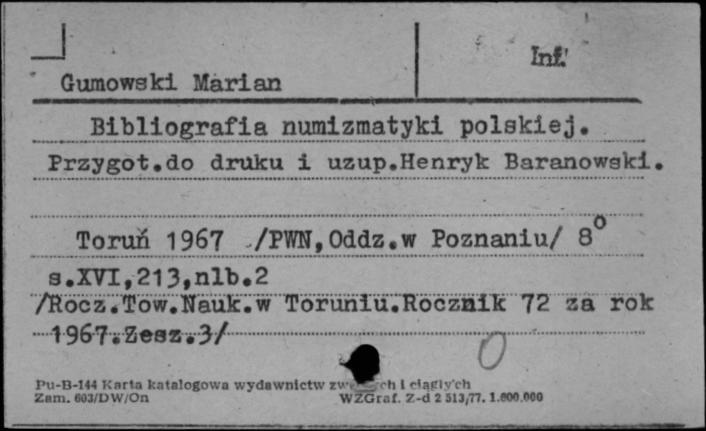 Inf.
Gumowski Marian
Bibliografia numizmatyki polskiej.
Przygot.do druku i uzup.Henryk Baranowski.
Toruń 1967 /PWN,Oddz.w Poznaniu/ 8°
s.XVI,213,nlb.2
/Rocz.Tow.Nauk.w Toruniu.Rocznik 72 za rok
1967.Zesz.3/
0
Pu-B-144 Karta katalogowa wydawnictw i ciągłych
Zam. 603/DW/On WZGraf. Z-d 2 513/77. 1.000.000